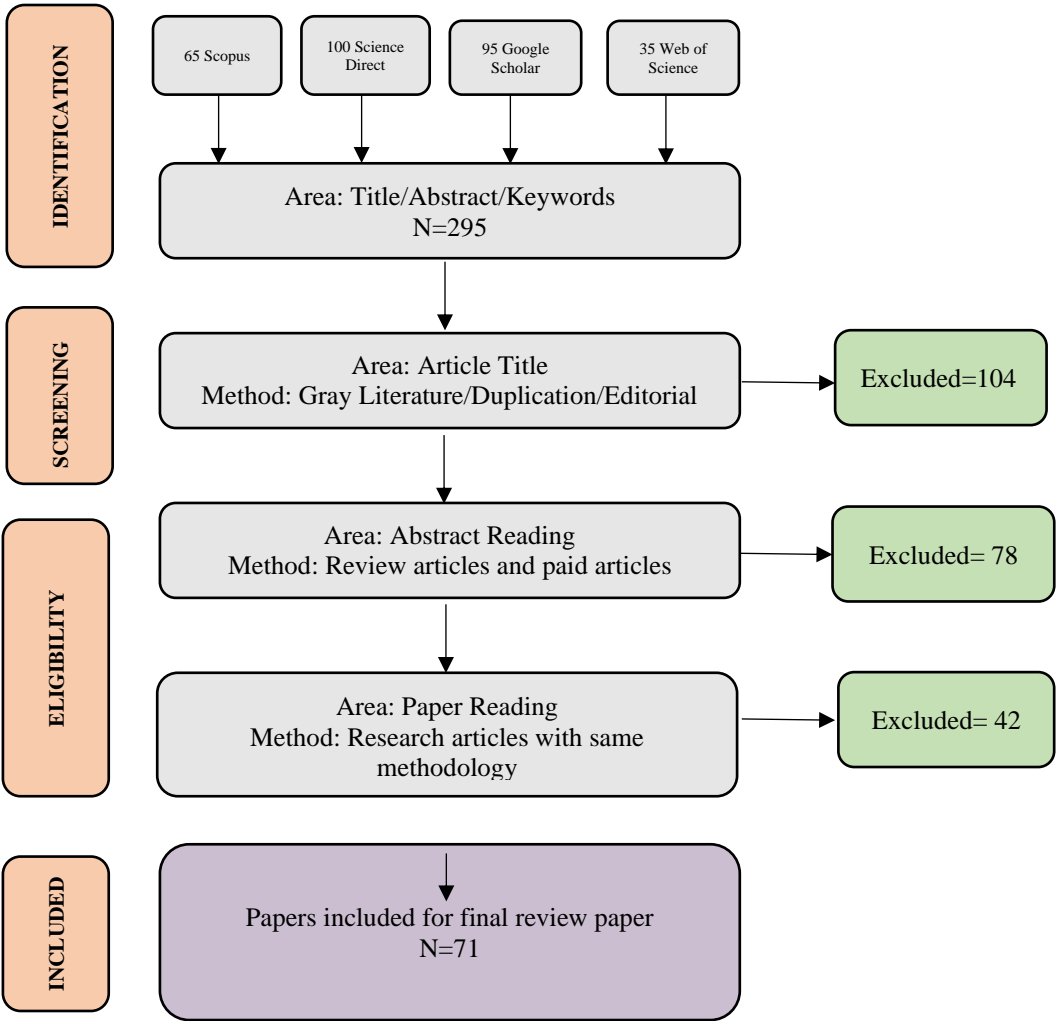 IDENTIFICATION
65 Scopus
100 Science
Direct
95 Google
Scholar
35 Web of
Science
Area: Title/Abstract/Keywords
N=295
SCREENING
Area: Article Title
Method: Gray Literature/Duplication/Editorial
Excluded=104
ELIGIBILITY
Area: Abstract Reading
Method: Review articles and paid articles
Excluded= 78
Area: Paper Reading
Method: Research articles with same
methodology
Excluded= 42
INCLUDED
Papers included for final review paper
N=71